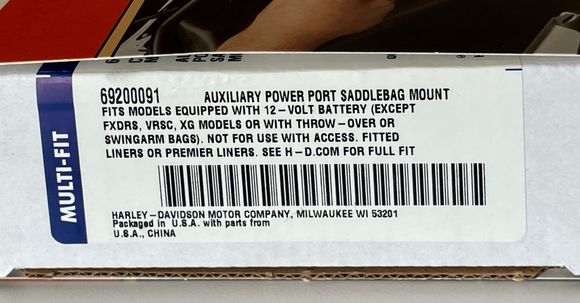 69200091 AUXILIARY POWER PORT SADDLEBAG MOUNT
FITS MODELS EQUIPPED WITH 12-VOLT BATTERY (EXCEPT
FXDRS, VRSC, XG MODELS OR WITH THROW-OVER OR
SWINGARM BAGS). NOT FOR USE WITH ACCESS. FITTED
LINERS OR PREMIER LINERS. SEE H-D.COM FOR FULL FIT
MULTI-FIT
HARLEY-DAVIDSON MOTOR COMPANY, MILWAUKEE WI 53201
Packaged in U.S.A. with parts from
U.S.A., CHINA